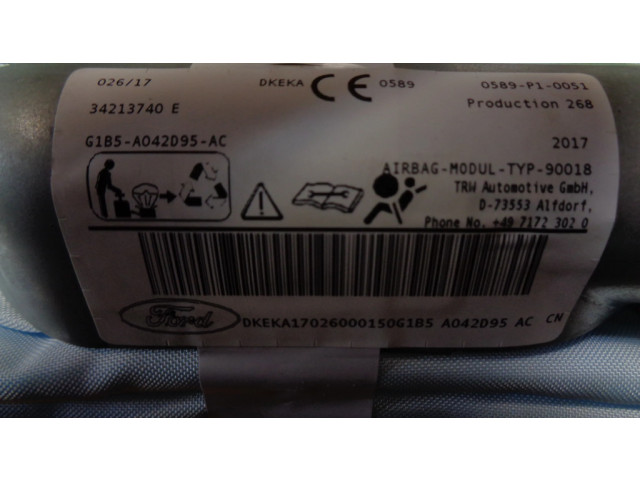 026/17 DKEKA CE 0589 0589-P1-0051
34213740 E Production 268
G1B5-A042D95-AC 2017
AIRBAG-MODUL-TYP-90018
TRW Automotive GmbH,
D-73553 Alfdorf,
Phone No. +49 7172 302 0
Ford DKEKA17026000150G1B5 A042D95 AC CN